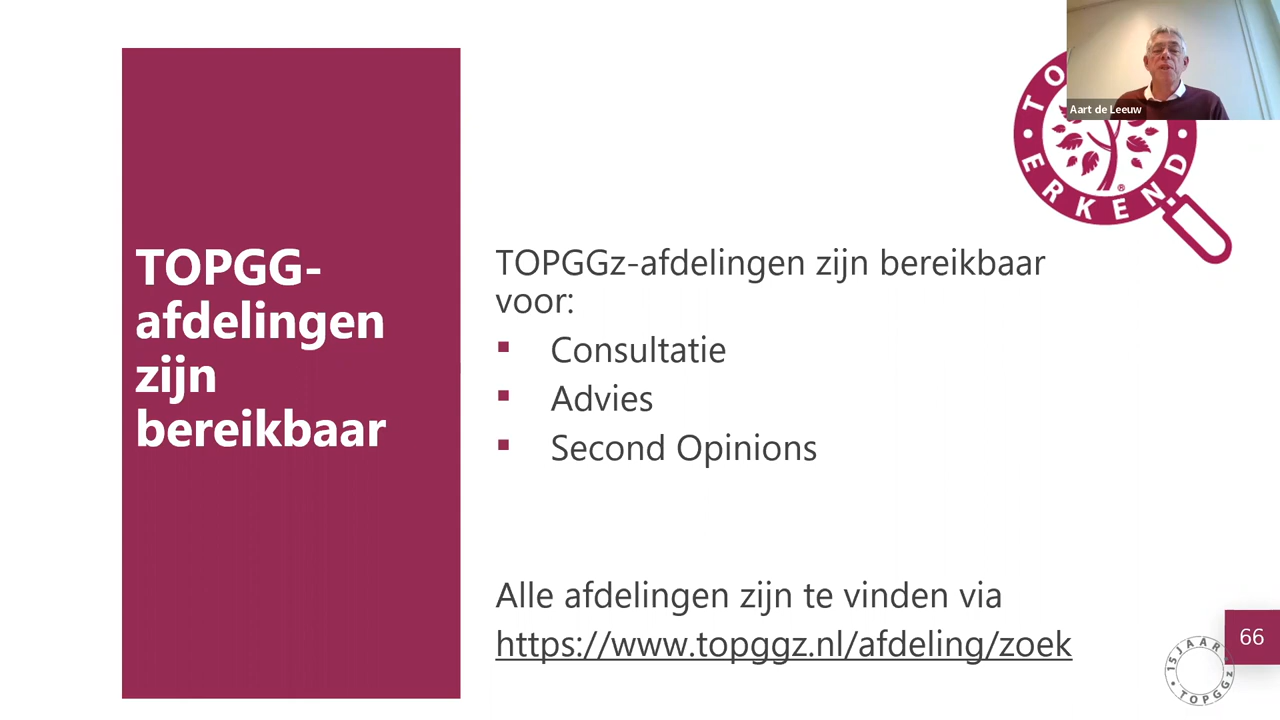 TOPGG-
afdelingen
zijn
bereikbaar
TOPGGz-afdelingen zijn bereikbaar
voor:
Consultatie
Advies
Second Opinions
Alle afdelingen zijn te vinden via
https://www.topggz.nl/afdeling/zoek
Aart de Leeuw
TO
ERKEND
®
66
15 JAAR
TOPGGz